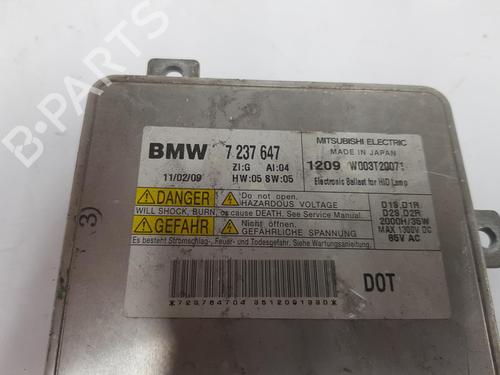 B-PARTS
BMW 7 237 647
ZI:G AI:04
11/02/09 HW:05 SW:05
MITSUBISHI ELECTRIC
MADE IN JAPAN
1209
Electronic Ballast for HID Lamp
DANGER Do not open.
HAZARDOUS VOLTAGE
WILL SHOCK, BURN, or cause DEATH. See Service Manual.
GEFAHR Nicht öffnen
GEFÄHRLICHE SPANNUNG
Es besteht Stromschlag-, Feuer- und Todesgefahr. Siehe Wartungsanleitung.
D1S,D1R
D2S,D2R
2000H/35W
MAX 1300V DC
85V AC
DOT
3)